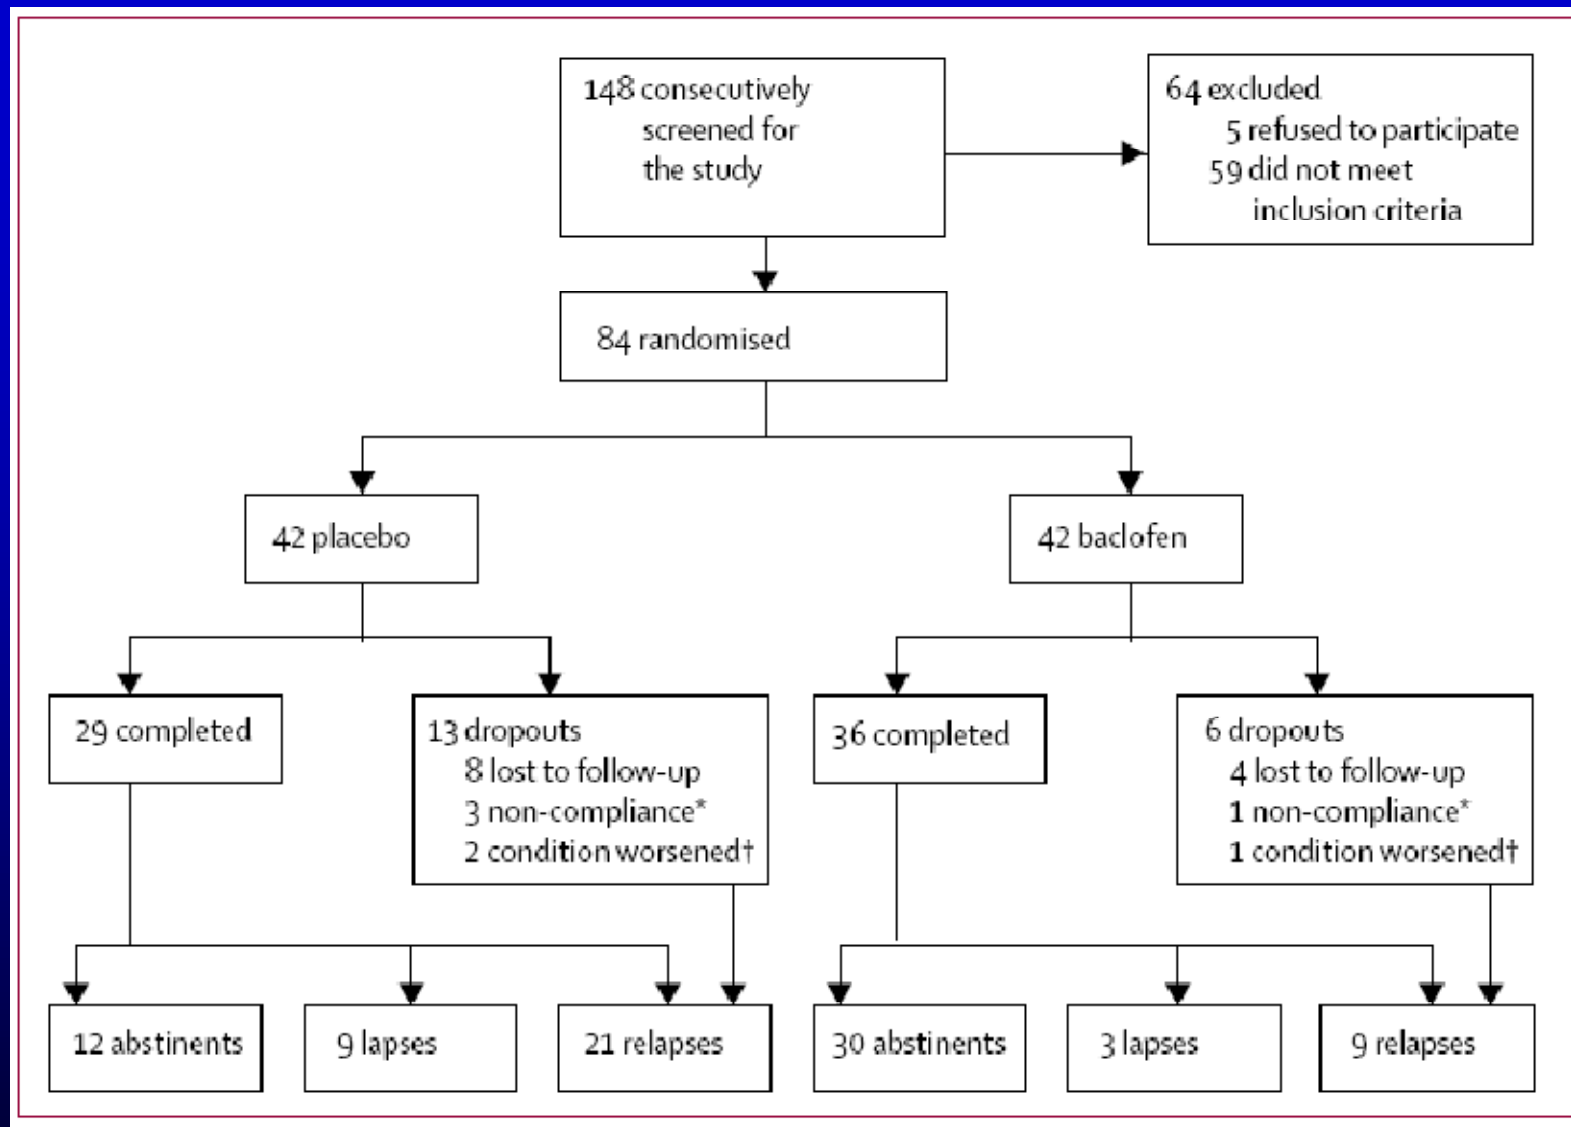 148 consecutively
screened for
the study
64 excluded
5 refused to participate
59 did not meet
inclusion criteria
84 randomised
42 placebo
42 baclofen
29 completed
13 dropouts
8 lost to follow-up
3 non-compliance*
2 condition worsened†
36 completed
6 dropouts
4 lost to follow-up
1 non-compliance*
1 condition worsened†
12 abstinents
9 lapses
21 relapses
30 abstinents
3 lapses
9 relapses